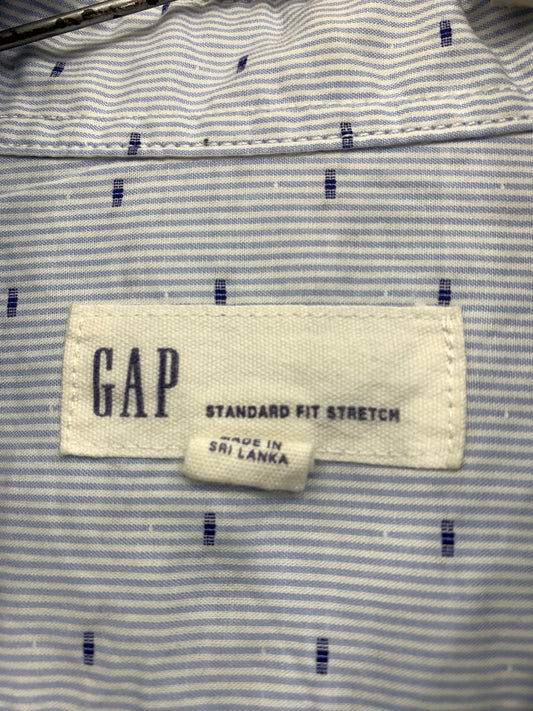 GAP
STANDARD FIT STRETCH
MADE IN
SRI LANKA